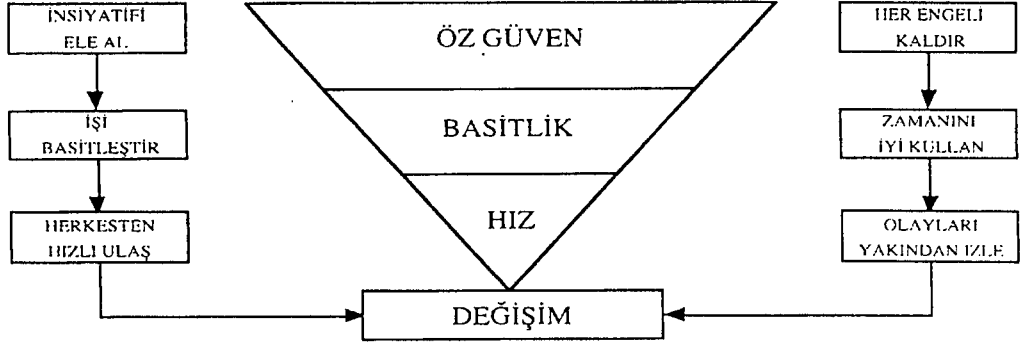 İNSİYATİFİ
ELE AL
İŞİ
BASİTLEŞTİR
HERKESTEN
HIZLI ULAŞ
ÖZ GÜVEN
BASİTLİK
HIZ
DEĞİŞİM
HER ENGELİ
KALDIR
ZAMANINI
İYİ KULLAN
OLAYLARI
YAKINDAN IZLE